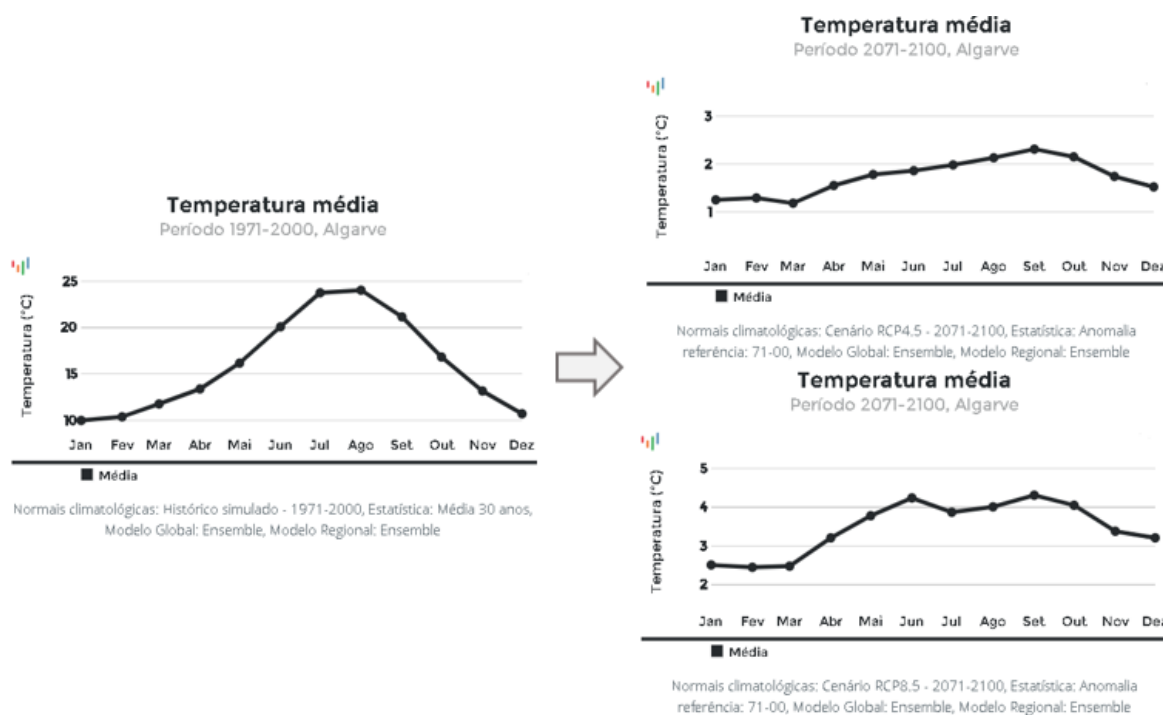 Temperatura média
Período 1971-2000, Algarve
Temperatura (°C)
25
20
15
10
Jan Fev Mar Abr Mai Jun Jul Ago Set Out Nov Dez
Média
Normais climatológicas: Histórico simulado - 1971-2000, Estatística: Média 30 anos,
Modelo Global: Ensemble, Modelo Regional: Ensemble
Temperatura média
Período 2071-2100, Algarve
Temperatura (°C)
3
2
1
Jan Fev Mar Abr Mai Jun Jul Ago Set Out Nov Dez
Média
Normais climatológicas: Cenário RCP4.5 - 2071-2100, Estatística: Anomalia
referência: 71-00, Modelo Global: Ensemble, Modelo Regional: Ensemble
Temperatura média
Período 2071-2100, Algarve
Temperatura (°C)
5
4
3
2
Jan Fev Mar Abr Mai Jun Jul Ago Set Out Nov Dez
Média
Normais climatológicas: Cenário RCP8.5 - 2071-2100, Estatística: Anomalia
referência: 71-00, Modelo Global: Ensemble, Modelo Regional: Ensemble